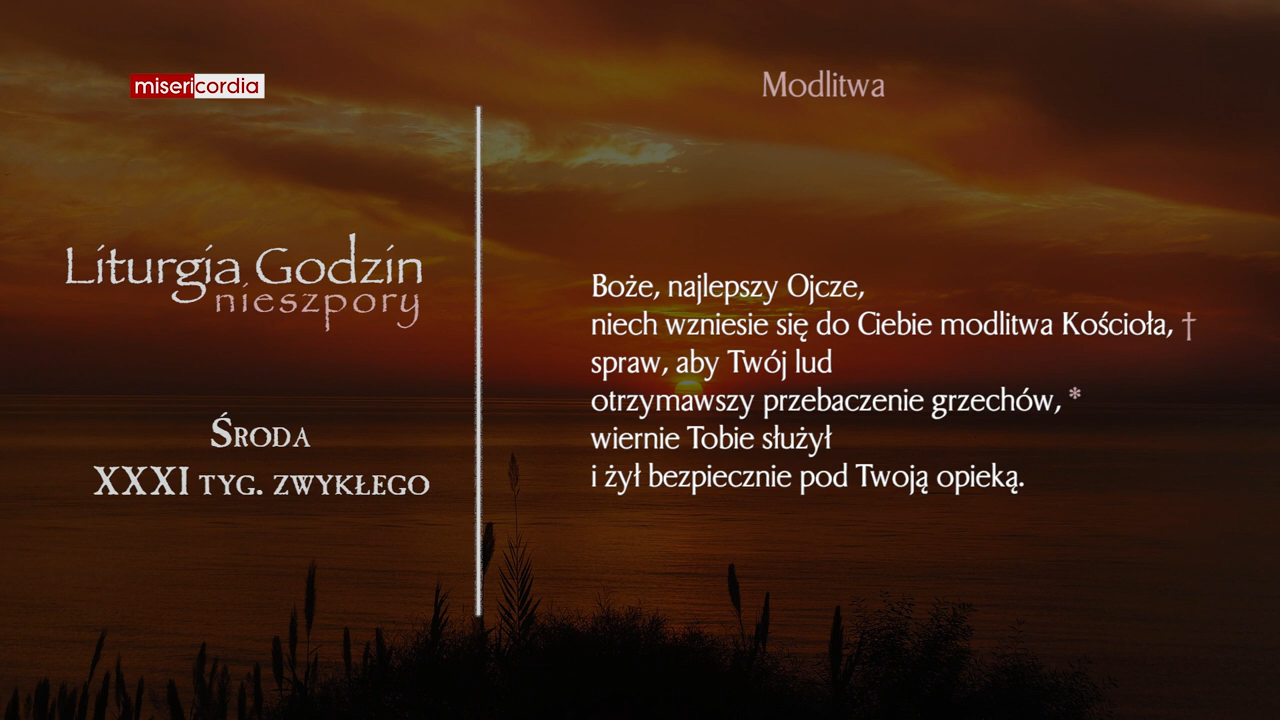 misericordia
Liturgia Godzin
nieszpory
Środa
XXXI tyg. zwykłego
Modlitwa
Boże, najlepszy Ojcze,
niech wzniesie się do Ciebie modlitwa Kościoła, †
spraw, aby Twój lud
otrzymawszy przebaczenie grzechów, *
wiernie Tobie służył
i żył bezpiecznie pod Twoją opieką.